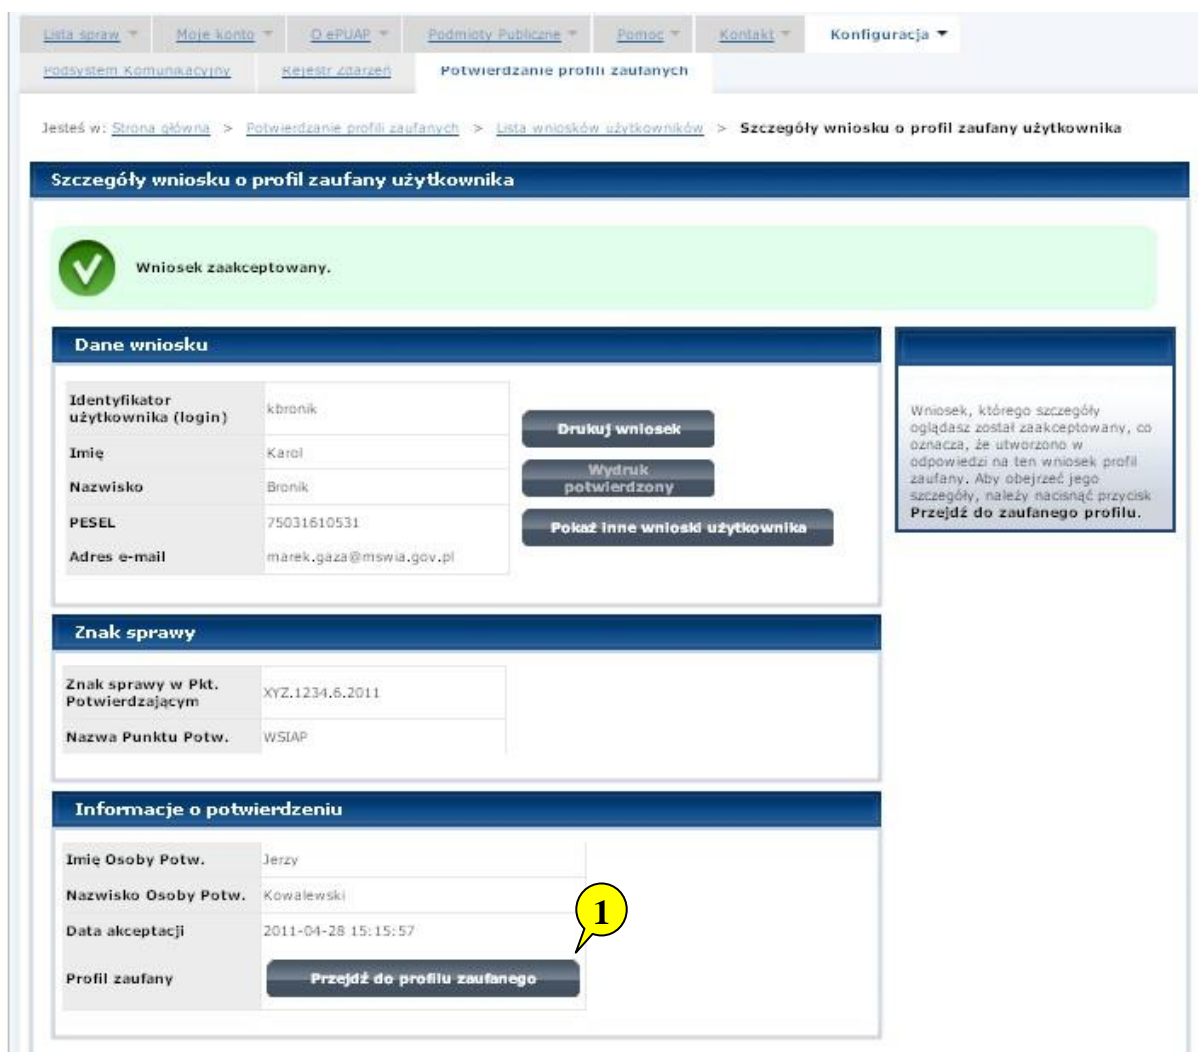 Lista spraw Moje konto O ePUAP Podmioty Publiczne Pomoc Kontakt Konfiguracja
Podsystem Komunikacyjny Rejestr Zdarzeń Potwierdzanie profili zaufanych
Jesteś w: Strona główna > Potwierdzanie profili zaufanych > Lista wniosków użytkowników > Szczegóły wniosku o profil zaufany użytkownika
Szczegóły wniosku o profil zaufany użytkownika
Wniosek zaakceptowany.
Dane wniosku
Identyfikator
użytkownika (login)
kbronik
Imię
Karol
Nazwisko
Bronik
PESEL
75031610531
Adres e-mail
marek.gaza@mswia.gov.pl
Drukuj wniosek
Wydruk
potwierdzony
Pokaż inne wnioski użytkownika
Wniosek, którego szczegóły
oglądasz został zaakceptowany, co
oznacza, że utworzono w
odpowiedzi na ten wniosek profil
zaufany. Aby obejrzeć jego
szczegóły, należy nacisnąć przycisk
Przejdź do zaufanego profilu.
Znak sprawy
Znak sprawy w Pkt.
Potwierdzającym
XYZ.1234.6.2011
Nazwa Punktu Potw.
WSIAP
Informacje o potwierdzeniu
Imię Osoby Potw.
Jerzy
Nazwisko Osoby Potw.
Kowalewski
Data akceptacji
2011-04-28 15:15:57
1
Profil zaufany
Przejdź do profilu zaufanego